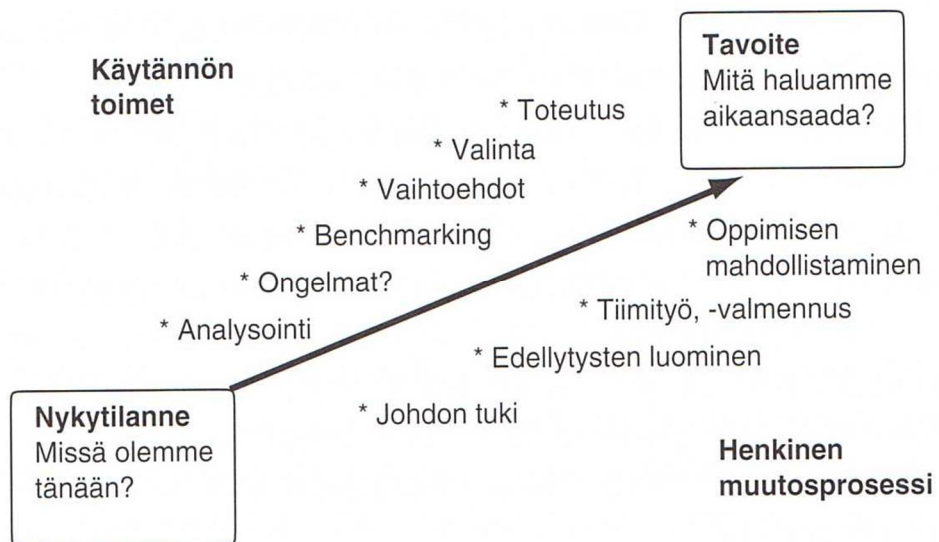 Käytännön
toimet
Tavoite
Mitä haluamme
aikaansaada?
* Toteutus
* Valinta
* Vaihtoehdot
* Benchmarking
* Ongelmat?
* Analysointi
* Oppimisen
mahdollistaminen
* Tiimityö, -valmennus
* Edellytysten luominen
* Johdon tuki
Nykytilanne
Missä olemme
tänään?
Henkinen
muutosprosessi